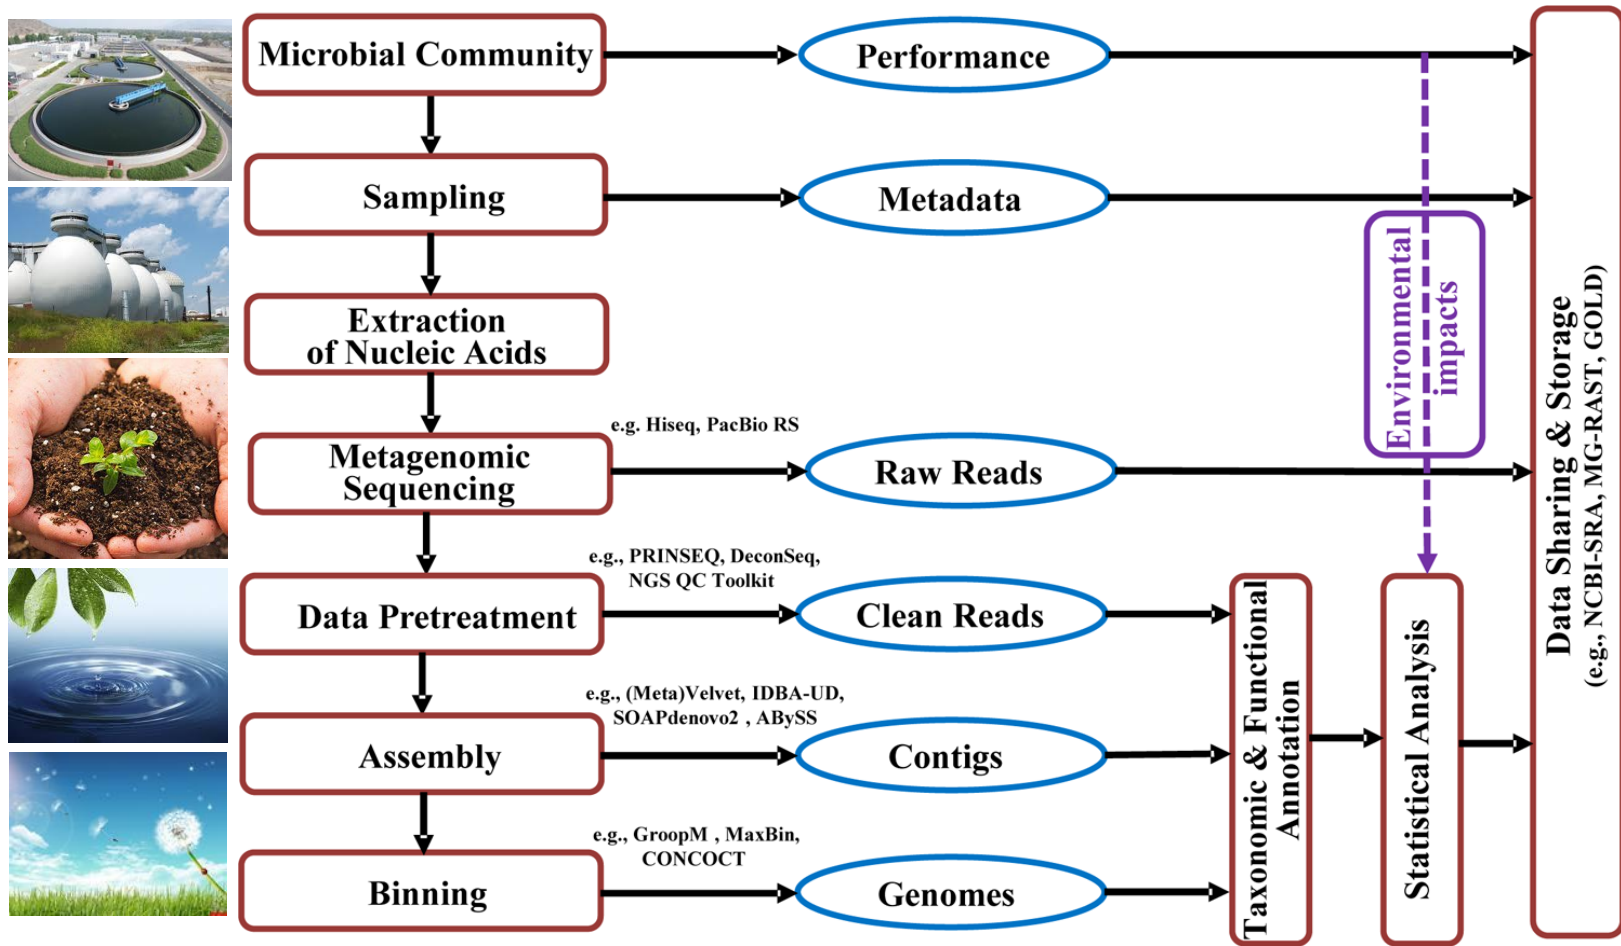 Microbial Community
Performance
Sampling
Metadata
Extraction
of Nucleic Acids
Environmental
impacts
Metagenomic
Sequencing
e.g. Hiseq, PacBio RS
Raw Reads
Data Pretreatment
e.g., PRINSEQ, DeconSeq,
NGS QC Toolkit
Clean Reads
Assembly
e.g., (Meta)Velvet, IDBA-UD,
SOAPdenovo2 , ABySS
Contigs
Binning
e.g., GroopM , MaxBin,
CONCOCT
Genomes
Taxonomic & Functional
Annotation
Statistical Analysis
Data Sharing & Storage
(e.g., NCBI-SRA, MG-RAST, GOLD)